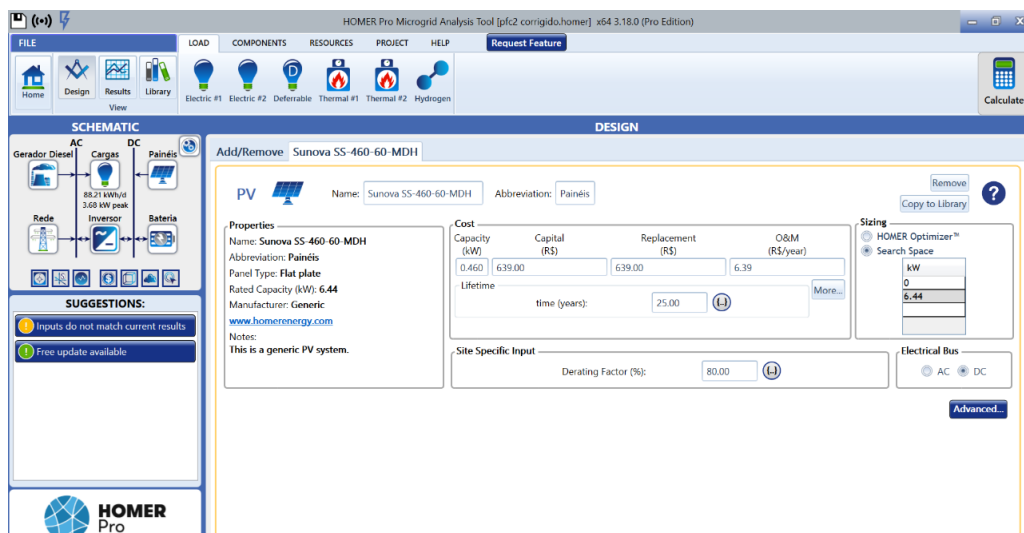 HOMER Pro Microgrid Analysis Tool [pfc2 corrigido.homer] x64 3.18.0 (Pro Edition)
FILE
LOAD COMPONENTS RESOURCES PROJECT HELP Request Feature
Home
Design
Results
Library
View
Electric #1
Electric #2
D
Deferrable
Thermal #1
Thermal #2
Hydrogen
Calculate
SCHEMATIC
AC DC
Gerador Diesel
Cargas
Painéis
88.21 kWh/d
3.68 kW peak
Rede
Inversor
Bateria
SUGGESTIONS:
Inputs do not match current results
Free update available
HOMER
Pro
DESIGN
Add/Remove Sunova SS-460-60-MDH
PV
Name: Sunova SS-460-60-MDH
Abbreviation: Painéis
Remove
Copy to Library
?
Properties
Name: Sunova SS-460-60-MDH
Abbreviation: Painéis
Panel Type: Flat plate
Rated Capacity (kW): 6.44
Manufacturer: Generic
www.homerenergy.com
Notes:
This is a generic PV system.
Cost
Capacity Capital Replacement O&M
(kW) (R$) (R$) (R$/year)
0.460 639.00 639.00 6.39
Lifetime
time (years): 25.00 (..)
More...
Site Specific Input
Derating Factor (%): 80.00 (..)
Sizing
HOMER Optimizer™
Search Space
kW
0
6.44
Electrical Bus
AC DC
Advanced...